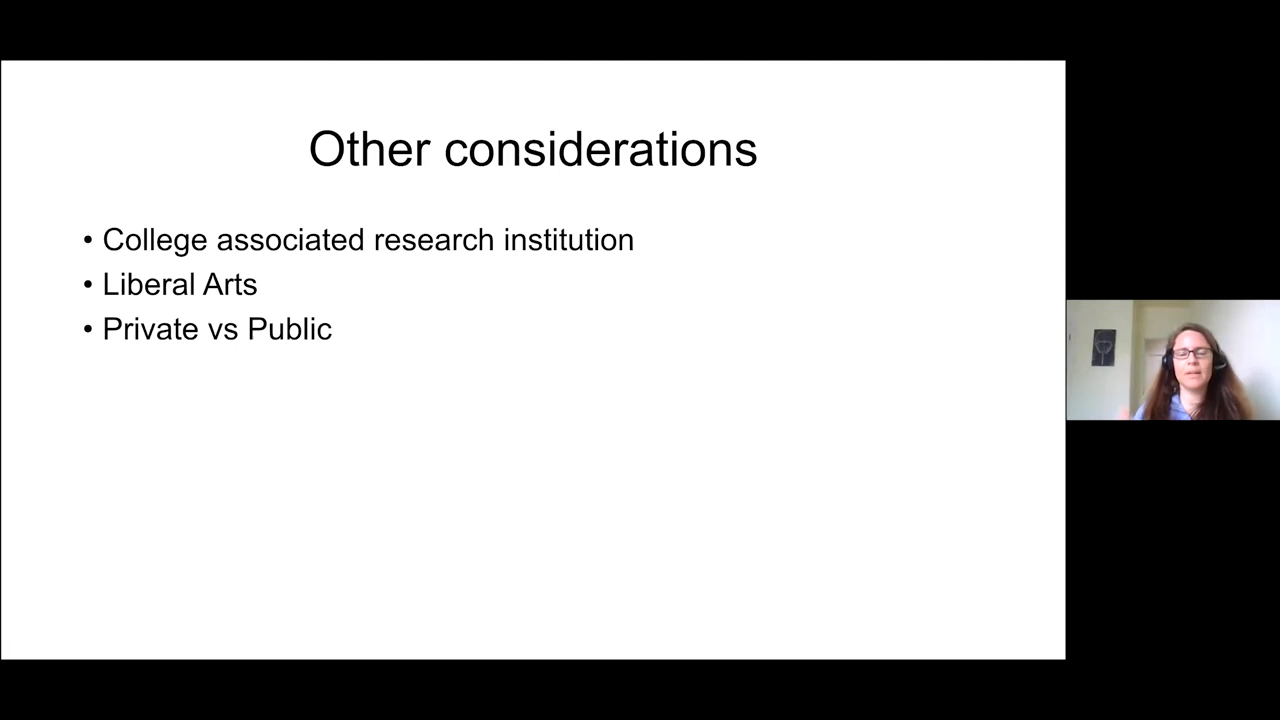 Other considerations
• College associated research institution
• Liberal Arts
• Private vs Public